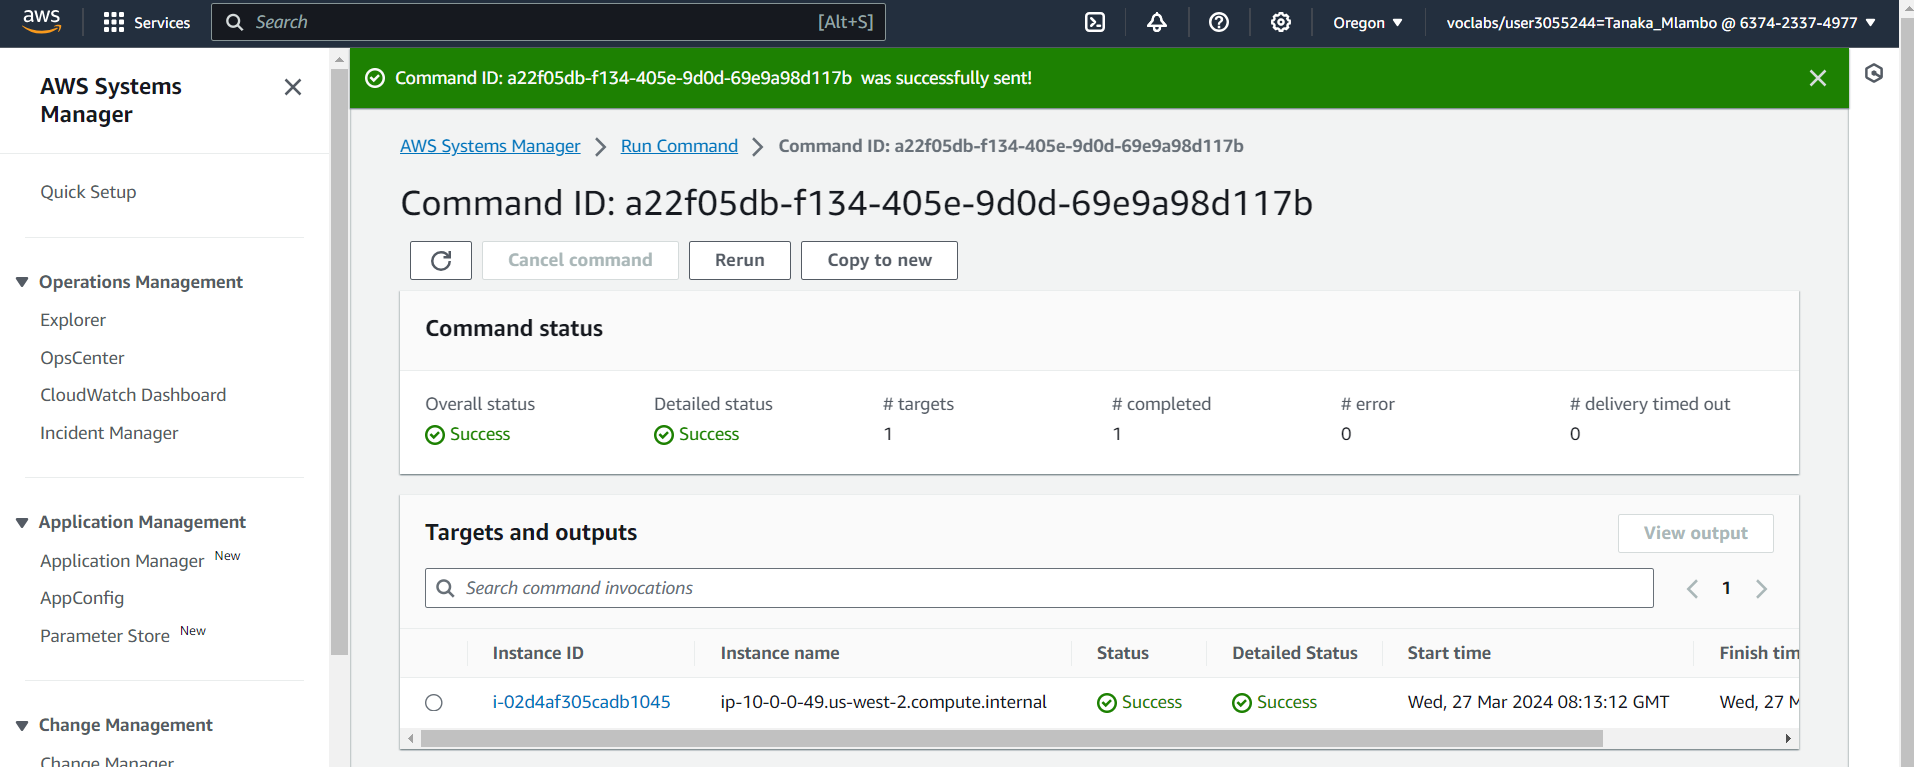 aws
Services
Search
[Alt+S]
Oregon ▼
voclabs/user3055244=Tanaka_Mlambo @ 6374-2337-4977 ▼
AWS Systems
Manager
Quick Setup
Operations Management
Explorer
OpsCenter
CloudWatch Dashboard
Incident Manager
Application Management
Application Manager New
AppConfig
Parameter Store New
Change Management
Change Manager
Command ID: a22f05db-f134-405e-9d0d-69e9a98d117b was successfully sent!
AWS Systems Manager > Run Command > Command ID: a22f05db-f134-405e-9d0d-69e9a98d117b
Command ID: a22f05db-f134-405e-9d0d-69e9a98d117b
Cancel command
Rerun
Copy to new
Command status
Overall status
Success
Detailed status
Success
# targets
1
# completed
1
# error
0
# delivery timed out
0
Targets and outputs
View output
Search command invocations
1
Instance ID Instance name Status Detailed Status Start time Finish tim
i-02d4af305cadb1045 ip-10-0-0-49.us-west-2.compute.internal Success Success Wed, 27 Mar 2024 08:13:12 GMT Wed, 27 M